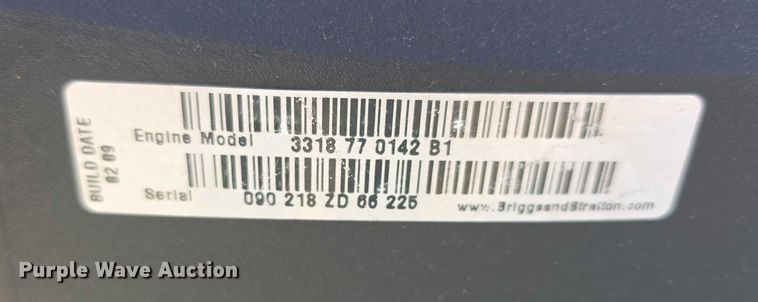 BUILD DATE
02 09
Engine Model 3318 77 0142 B1
Serial 090 218 ZD 66 225
www.BriggsandStratton.com
Purple Wave Auction